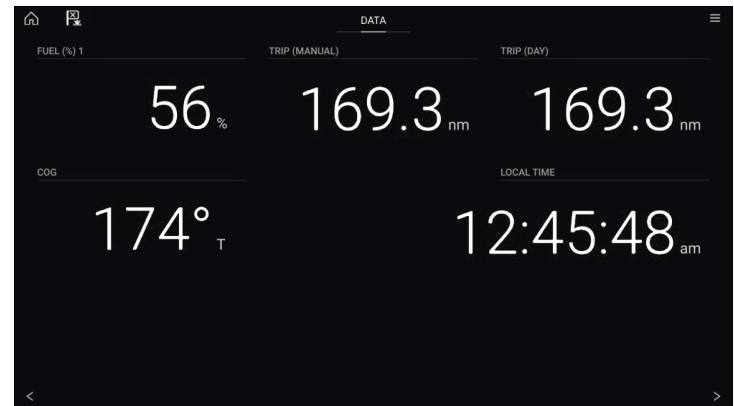 DATA
FUEL (%) 1
TRIP (MANUAL)
TRIP (DAY)
56 %
169.3 nm
169.3 nm
COG
LOCAL TIME
174° T
12:45:48 am